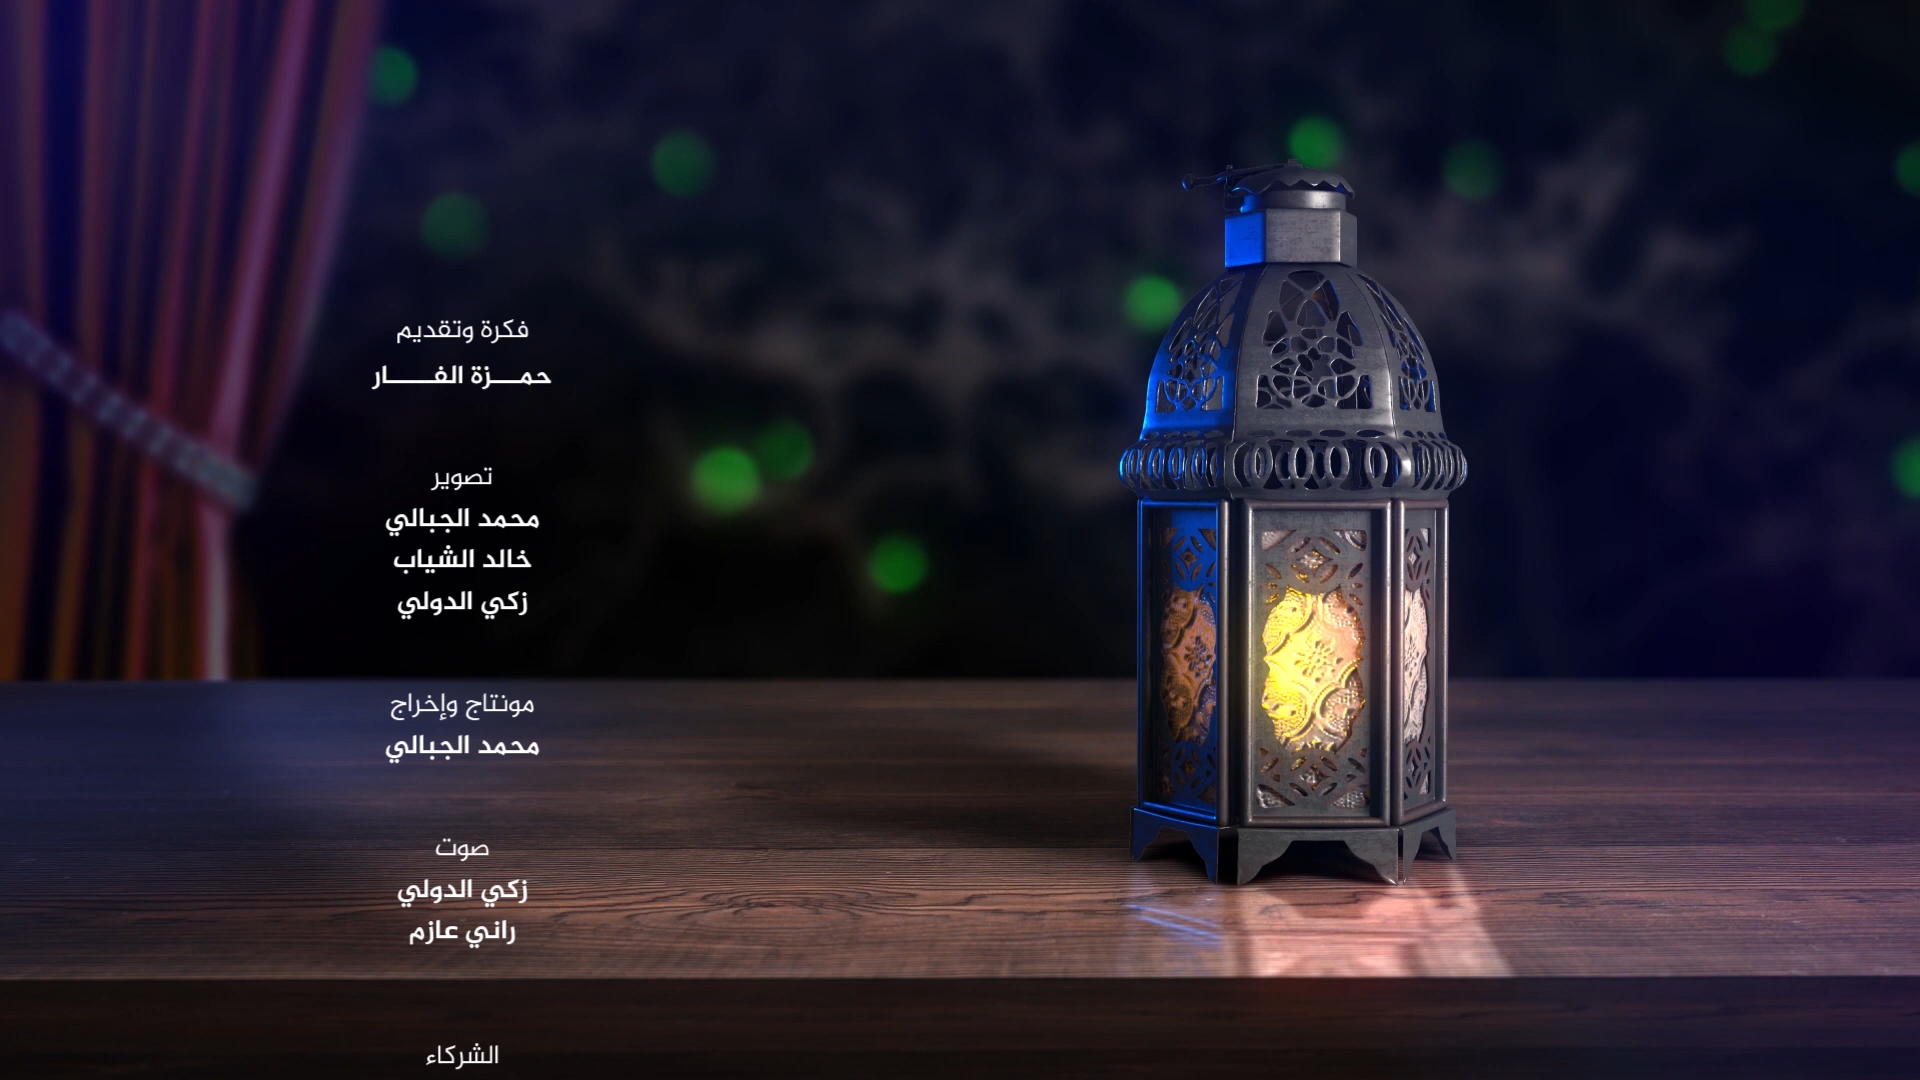 فكرة وتقديم
حمـــزة الفـــــــار
تصوير
محمد الجبالي
خالد الشياب
زكي الدولي
مونتاج وإخراج
محمد الجبالي
صوت
زكي الدولي
راني عازم
الشركاء